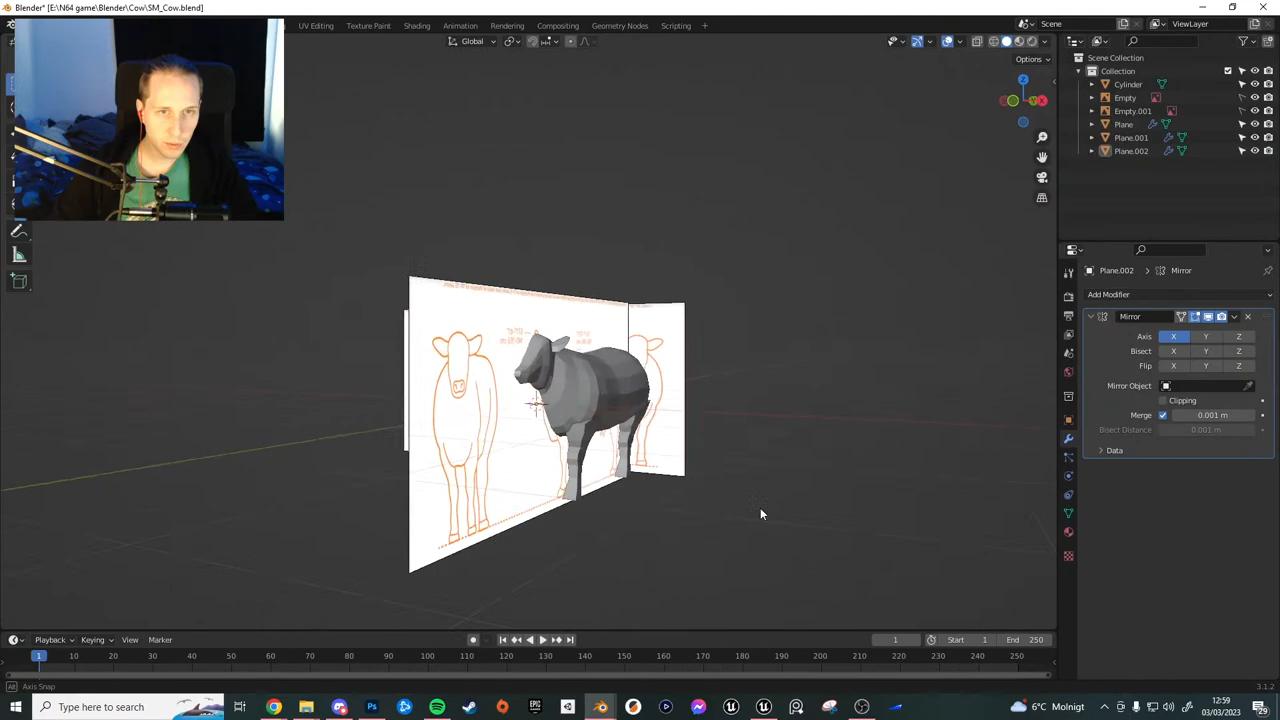 Blender* [E:\N64 game\Blender\Cow\SM_Cow.blend]
UV Editing Texture Paint Shading Animation Rendering Compositing Geometry Nodes Scripting +
Scene ViewLayer
Global
Options
Scene Collection
Collection
Cylinder
Empty
Empty.001
Plane
Plane.001
Plane.002
X
Plane.002 > Mirror
Add Modifier
Mirror
Axis X Y Z
Bisect X Y Z
Flip X Y Z
Mirror Object
Clipping
Merge 0.001 m
Bisect Distance 0.001 m
Data
Playback Keying View Marker
1 Start 1 End 250
1 20 30 40 50 60 70 80 90 100 110 120 130 140 150 160 170 180 190 200 210 220 230 240 250
Axis Snap
3.1.2
Type here to search
6°C Molnigt
12:59
03/03/2023